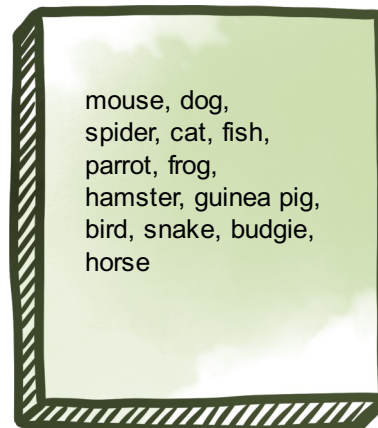 mouse, dog,
spider, cat, fish,
parrot, frog,
hamster, guinea pig,
bird, snake, budgie,
horse